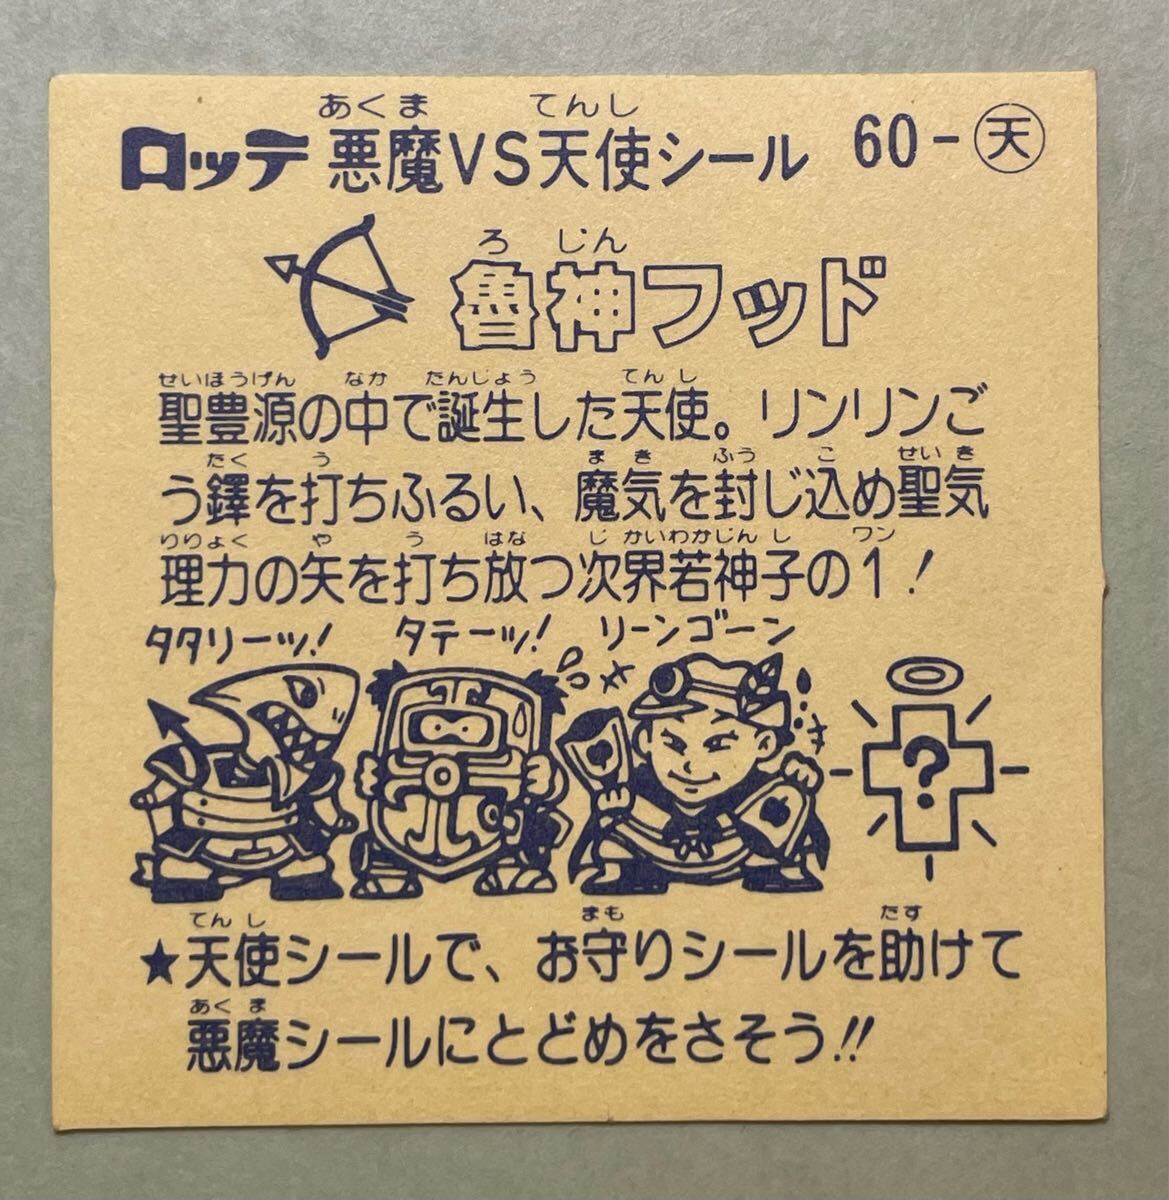 あくま てんし
ロッテ 悪魔VS天使シール 60-天
ろじん
魯神フッド
せいほうげん なか たんじょう てんし
聖豊源の中で誕生した天使。リンリンご
たく う まき ふう こ せいき
う鐸を打ちふるい、魔気を封じ込め聖気
りりょく や う はな じかいわかじんし ワン
理力の矢を打ち放つ次界若神子の1!
タタリーッ! タテーッ! リーンゴーン
?
てんし まも たす
★天使シールで、お守りシールを助けて
あくま
悪魔シールにとどめをさそう!!